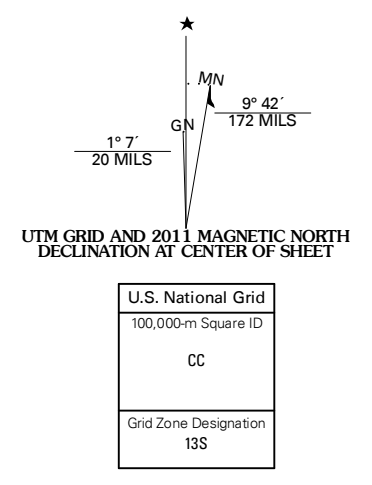 ★
MN
9° 42´
172 MILS
GN
1° 7´
20 MILS
UTM GRID AND 2011 MAGNETIC NORTH
DECLINATION AT CENTER OF SHEET
U.S. National Grid
100,000-m Square ID
CC
Grid Zone Designation
13S